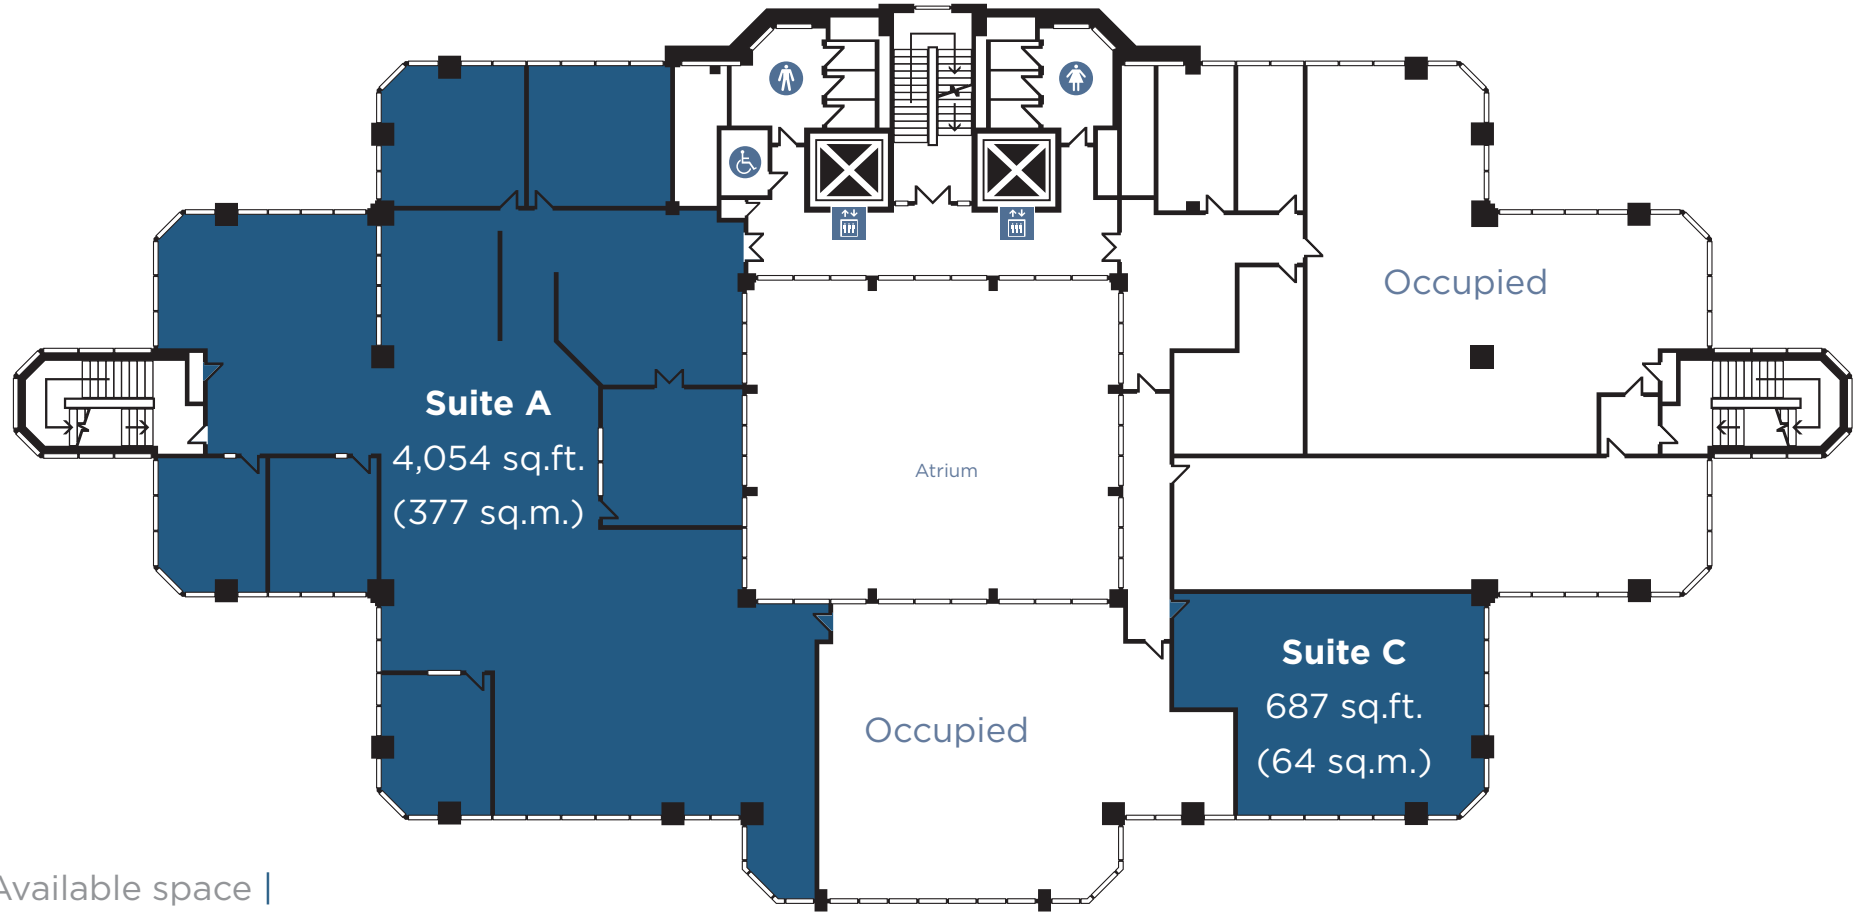 Occupied
Suite A
4,054 sq.ft.
(377 sq.m.)
Atrium
Suite C
687 sq.ft.
(64 sq.m.)
Occupied
Available space |